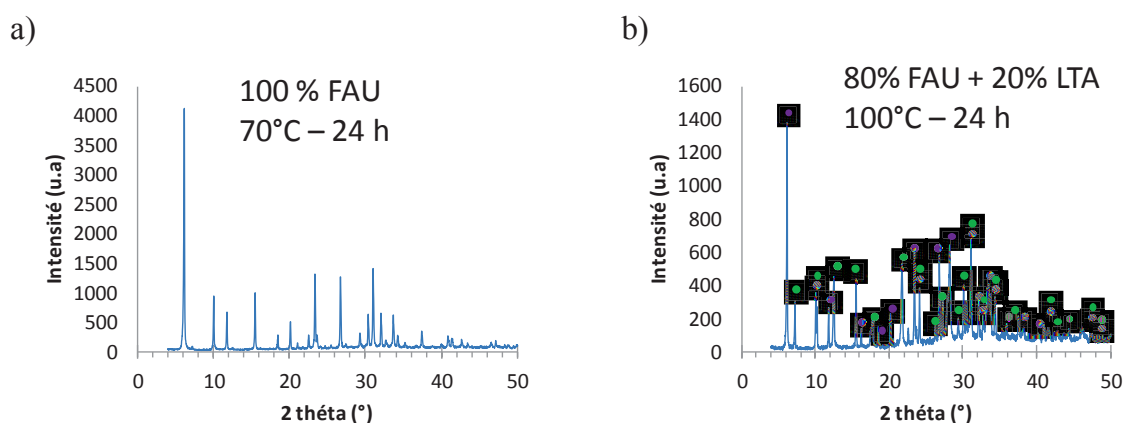 a)
100 % FAU
70°C – 24 h
Intensité (u.a)
4500
4000
3500
3000
2500
2000
1500
1000
500
0
0 10 20 30 40 50
2 théta (°)
b)
80% FAU + 20% LTA
100°C – 24 h
Intensité (u.a)
1600
1400
1200
1000
800
600
400
200
0
0 10 20 30 40 50
2 théta (°)